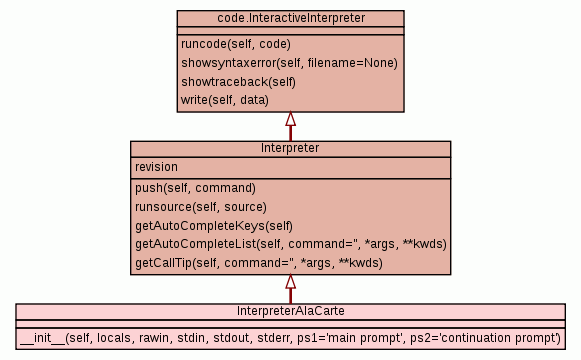 code.InteractiveInterpreter
runcode(self, code)
showsyntaxerror(self, filename=None)
showtraceback(self)
write(self, data)
Interpreter
revision
push(self, command)
runsource(self, source)
getAutoCompleteKeys(self)
getAutoCompleteList(self, command='', *args, **kwds)
getCallTip(self, command='', *args, **kwds)
InterpreterAlaCarte
__init__(self, locals, rawin, stdin, stdout, stderr, ps1='main prompt', ps2='continuation prompt')